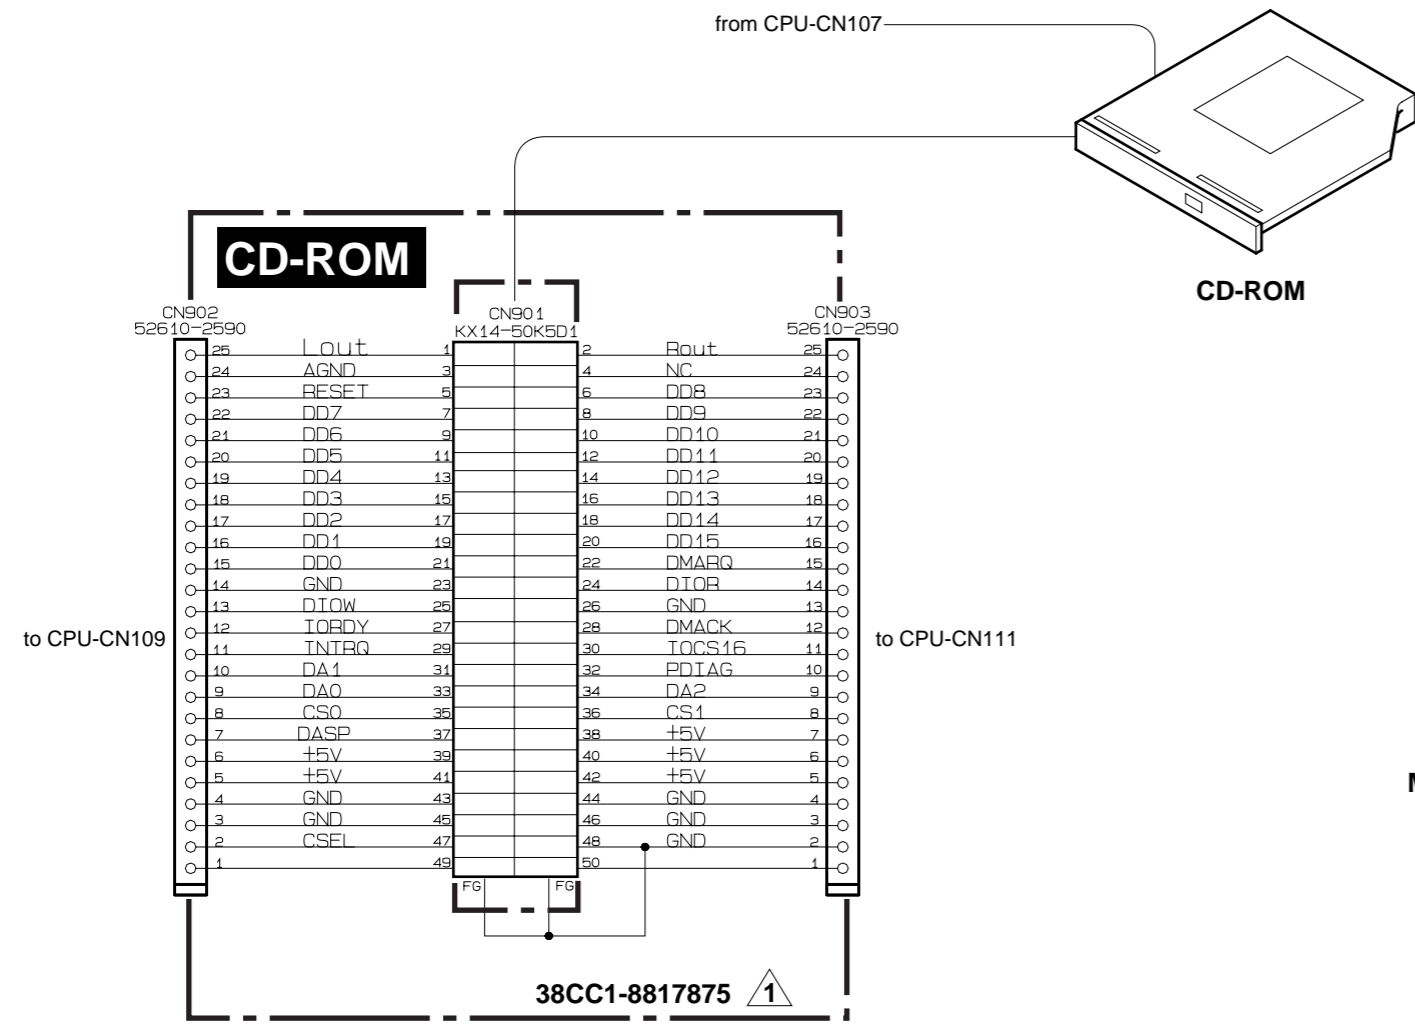 from CPU-CN107
CD-ROM
CD-ROM
CN902
52610-2590
CN901
KX14-50K5D1
CN903
52610-2590
25 Lout 1 2 Rout 25
24 AGND 3 4 NC 24
23 RESET 5 6 DD8 23
22 DD7 7 8 DD9 22
21 DD6 9 10 DD10 21
20 DD5 11 12 DD11 20
19 DD4 13 14 DD12 19
18 DD3 15 16 DD13 18
17 DD2 17 18 DD14 17
16 DD1 19 20 DD15 16
15 DD0 21 22 DMARQ 15
14 GND 23 24 DIOR 14
13 DIOW 25 26 GND 13
12 IORDY 27 28 DMACK 12
to CPU-CN109
to CPU-CN111
11 INTRQ 29 30 IOCS16 11
10 DA1 31 32 PDIAG 10
9 DA0 33 34 DA2 9
8 CS0 35 36 CS1 8
7 DASP 37 38 +5V 7
6 +5V 39 40 +5V 6
5 +5V 41 42 +5V 5
4 GND 43 44 GND 4
3 GND 45 46 GND 3
2 CSEL 47 48 GND 2
1 49 50 1
FG FG
38CC1-8817875 1